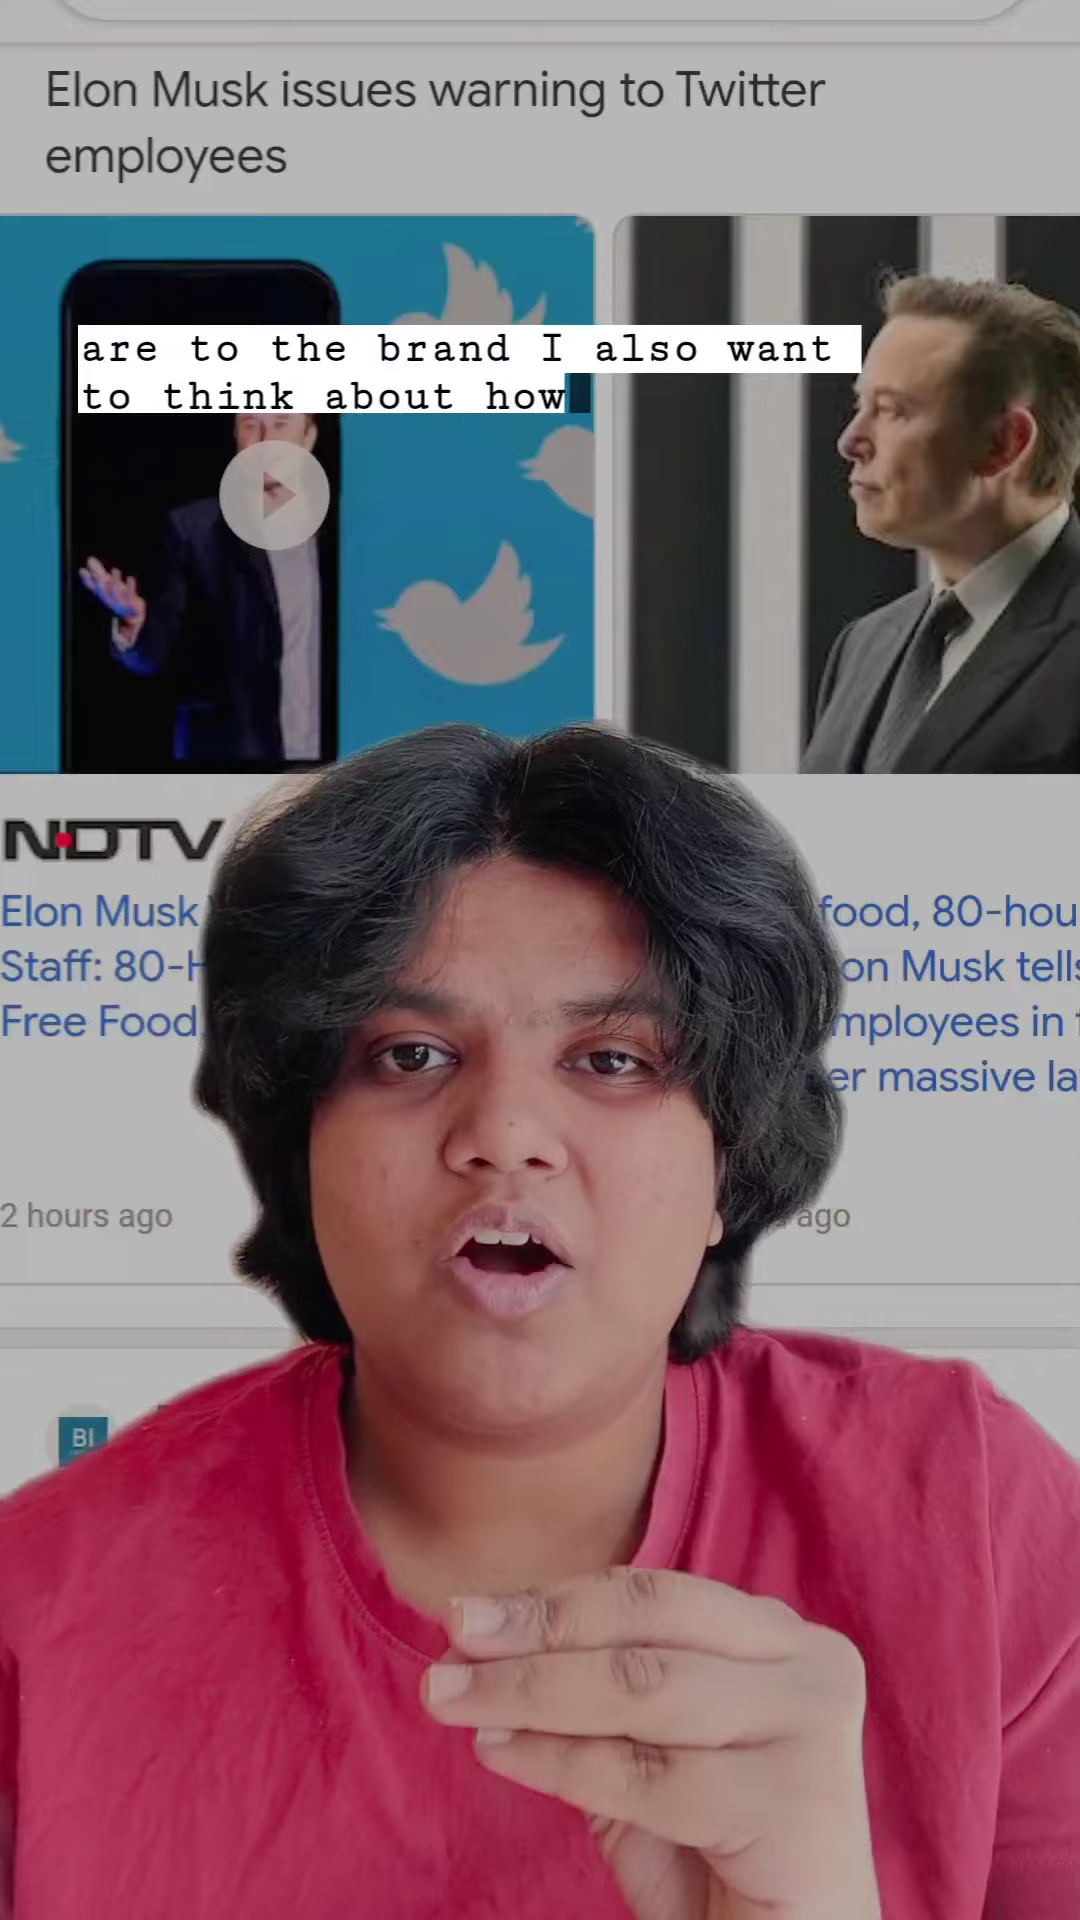 Elon Musk issues warning to Twitter
employees
are to the brand I also want
to think about how
NDTV
Elon Musk
Staff: 80-H
Free Food
food, 80-hou
on Musk tells
mployees in
er massive la
2 hours ago
ago
BI